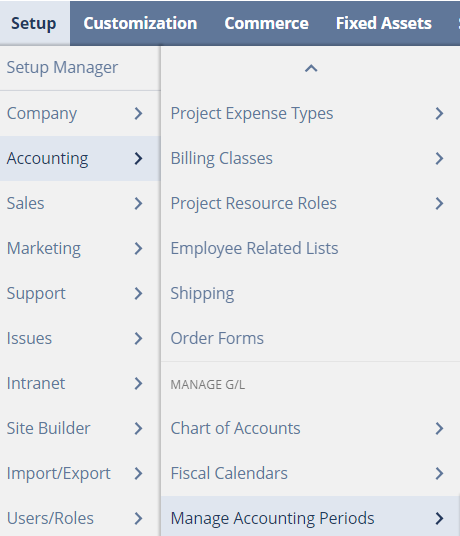 Setup Customization Commerce Fixed Assets
Setup Manager
Company
Accounting
Sales
Marketing
Support
Issues
Intranet
Site Builder
Import/Export
Users/Roles
Project Expense Types
Billing Classes
Project Resource Roles
Employee Related Lists
Shipping
Order Forms
MANAGE G/L
Chart of Accounts
Fiscal Calendars
Manage Accounting Periods